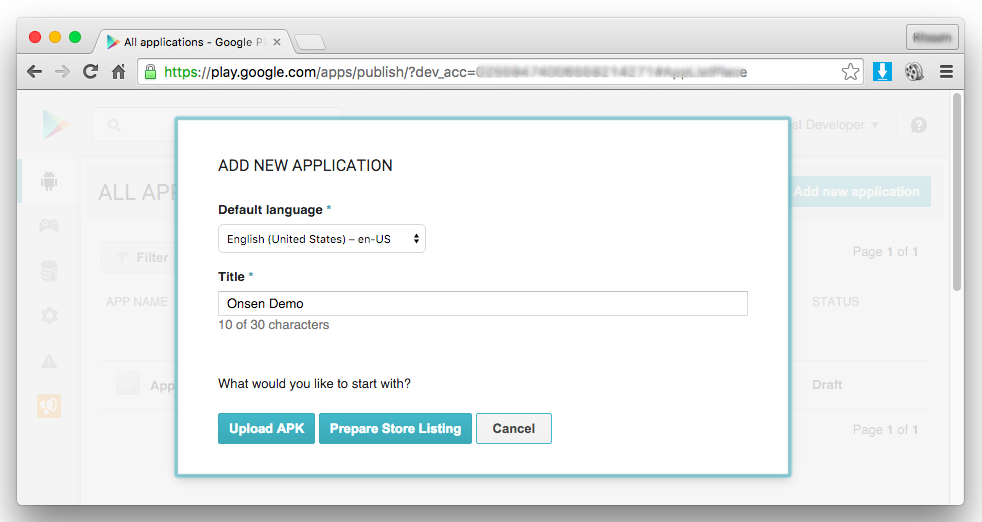 All applications - Google Pl
https://play.google.com/apps/publish/?dev_acc=
st Developer
ALL APP
Add new application
Filter
Page 1 of 1
APP NAME
STATUS
App
Draft
Page 1 of 1
ADD NEW APPLICATION
Default language *
English (United States) – en-US
Title *
Onsen Demo
10 of 30 characters
What would you like to start with?
Upload APK Prepare Store Listing Cancel